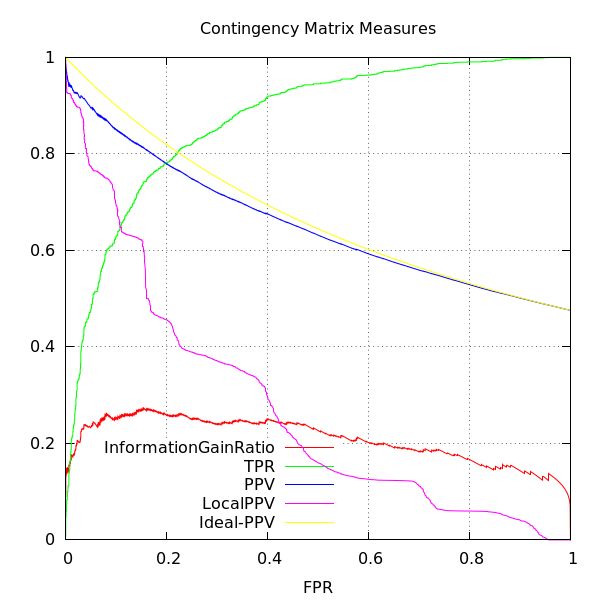 Contingency Matrix Measures
1
0.8
0.6
0.4
0.2
0
InformationGainRatio
TPR
PPV
LocalPPV
Ideal-PPV
0 0.2 0.4 0.6 0.8 1
FPR